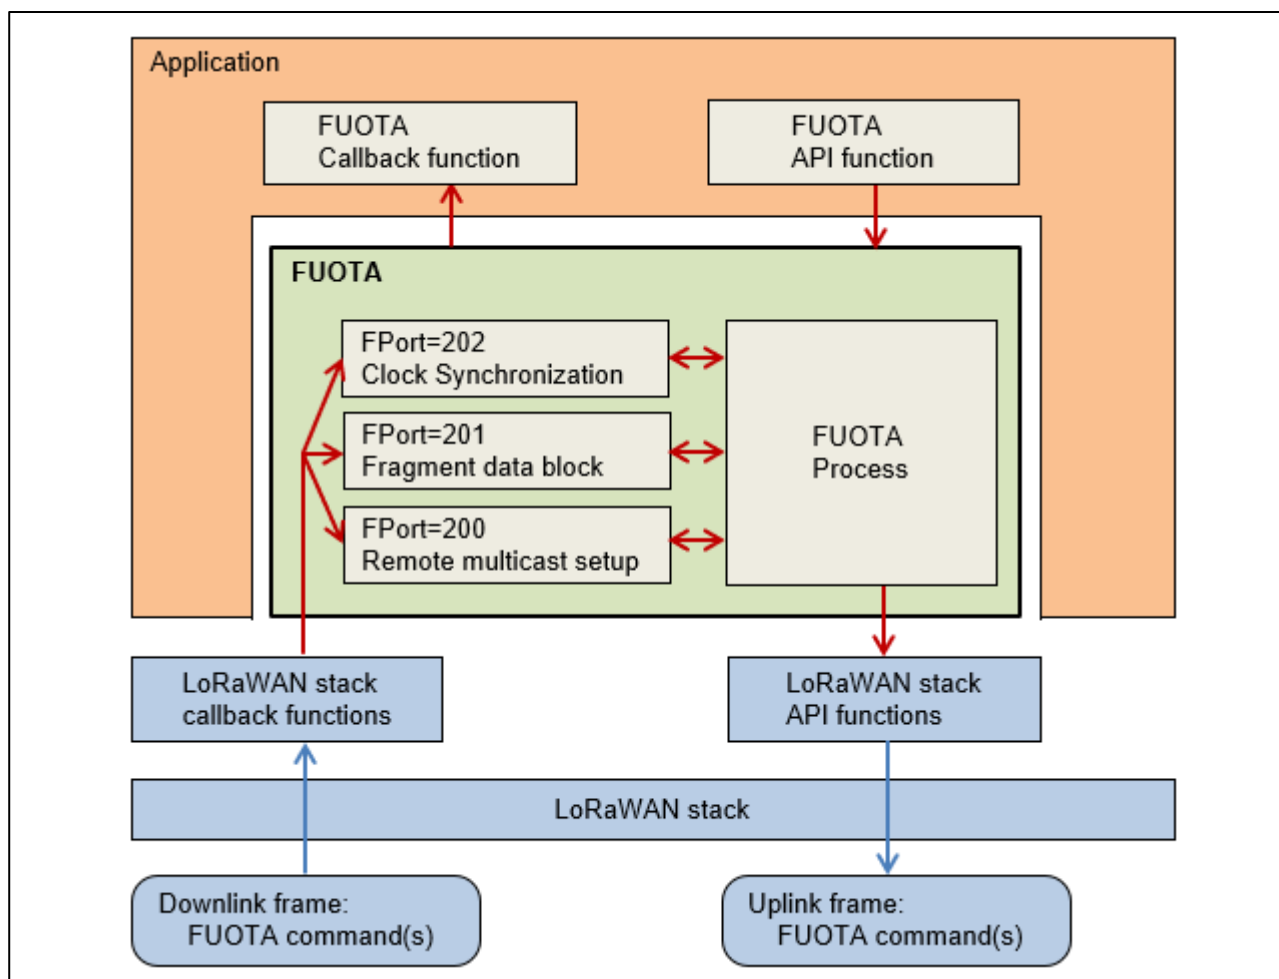 Application
FUOTA
Callback function
FUOTA
API function
FUOTA
FPort=202
Clock Synchronization
FPort=201
Fragment data block
FPort=200
Remote multicast setup
FUOTA
Process
LoRaWAN stack
callback functions
LoRaWAN stack
API functions
LoRaWAN stack
Downlink frame:
FUOTA command(s)
Uplink frame:
FUOTA command(s)